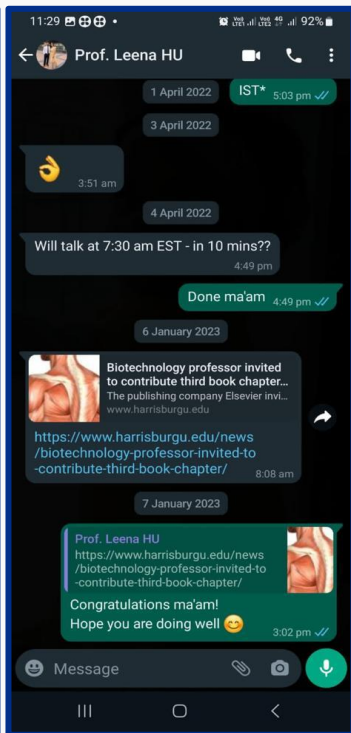 11:29
92%
Prof. Leena HU
1 April 2022
IST*
5:03 pm
3 April 2022
3:51 am
4 April 2022
Will talk at 7:30 am EST - in 10 mins??
4:49 pm
Done ma'am 4:49 pm
6 January 2023
Biotechnology professor invited
to contribute third book chapter...
The publishing company Elsevier invi...
www.harrisburgu.edu
https://www.harrisburgu.edu/news
/biotechnology-professor-invited-to
-contribute-third-book-chapter/
8:08 am
7 January 2023
Prof. Leena HU
https://www.harrisburgu.edu/news
/biotechnology-professor-invited-to
-contribute-third-book-chapter/
Congratulations ma'am!
Hope you are doing well
3:02 pm
Message